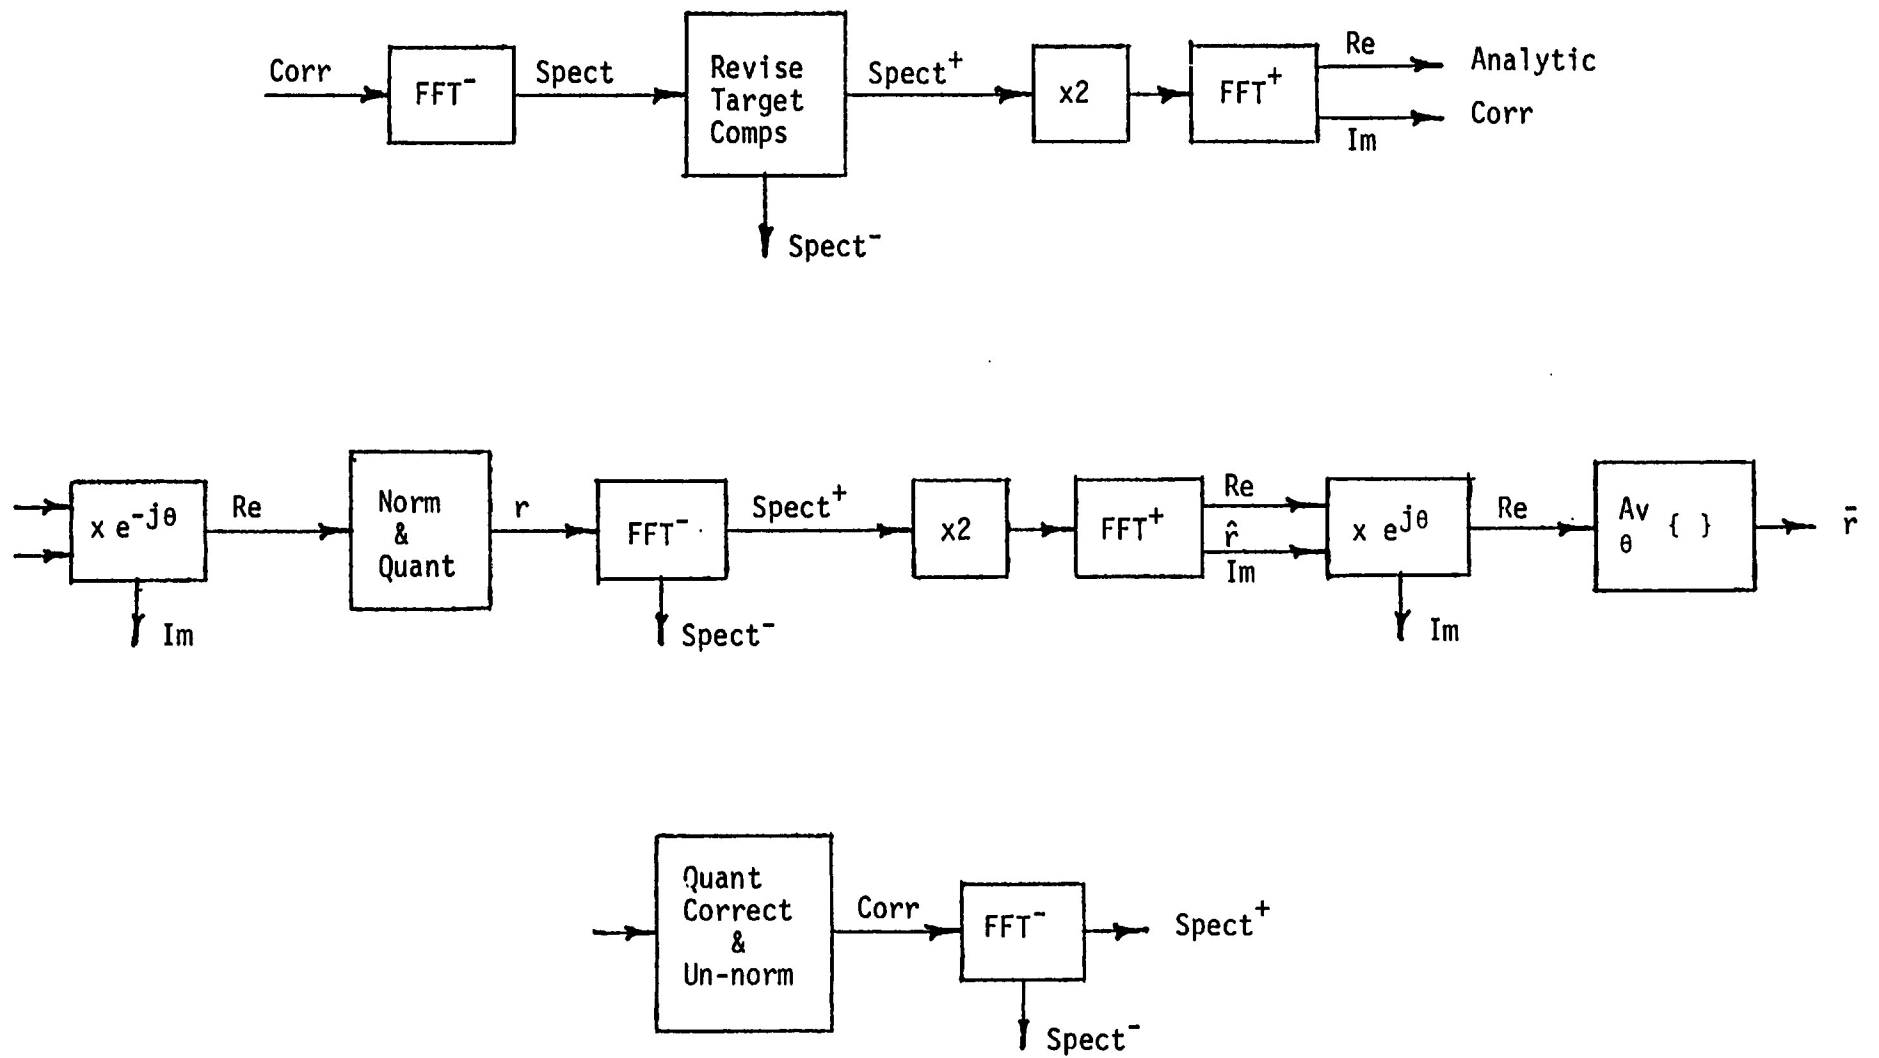 Corr
FFT⁻
Spect
Revise
Target
Comps
Spect⁺
x2
FFT⁺
Re
Im
Analytic
Corr
Spect⁻
x e⁻ʲᶿ
Re
Im
Norm
&
Quant
r
FFT⁻
Spect⁺
Spect⁻
x2
FFT⁺
Re
r̂
Im
x eʲᶿ
Re
Im
Av { }
θ
r̄
Quant
Correct
&
Un-norm
Corr
FFT⁻
Spect⁺
Spect⁻